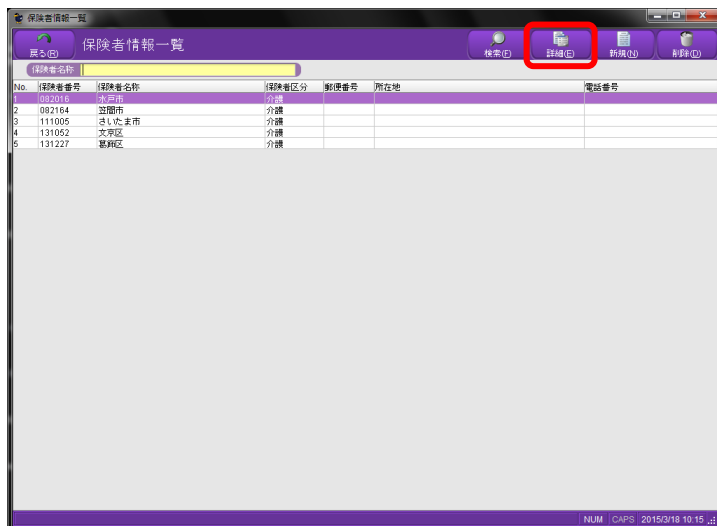 保険者情報一覧
戻る(R) 保険者情報一覧 検索(F) 詳細(E) 新規(N) 削除(D)
保険者名称
No. 保険者番号 保険者名称 保険者区分 郵便番号 所在地 電話番号
1 082016 水戸市 介護
2 082164 笠間市 介護
3 111005 さいたま市 介護
4 131052 文京区 介護
5 131227 葛飾区 介護
NUM CAPS 2015/3/18 10:15